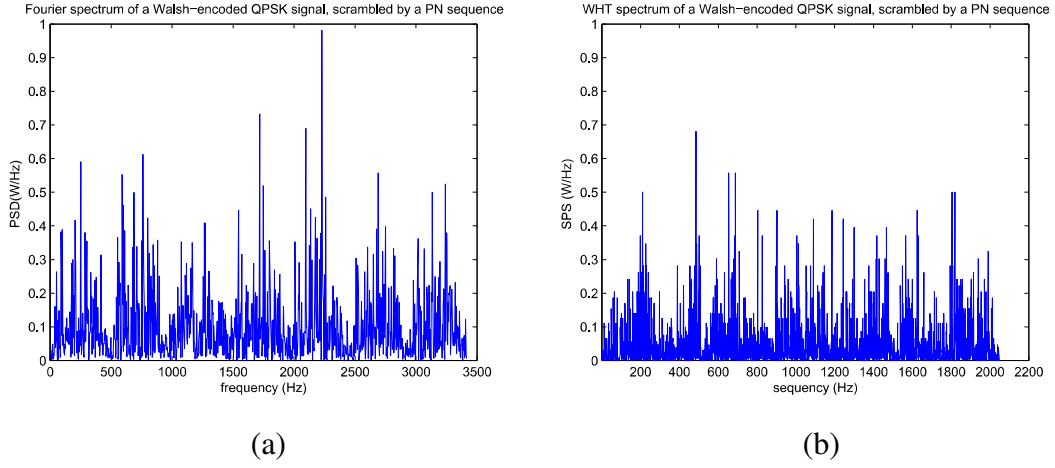 Fourier spectrum of a Walsh−encoded QPSK signal, scrambled by a PN sequence
1
0.9
0.8
0.7
0.6
0.5
0.4
0.3
0.2
0.1
0
PSD(W/Hz)
0 500 1000 1500 2000 2500 3000 3500
frequency (Hz)
(a)
WHT spectrum of a Walsh−encoded QPSK signal, scrambled by a PN sequence
1
0.9
0.8
0.7
0.6
0.5
0.4
0.3
0.2
0.1
0
SPS (W/Hz)
200 400 600 800 1000 1200 1400 1600 1800 2000 2200
sequency (Hz)
(b)